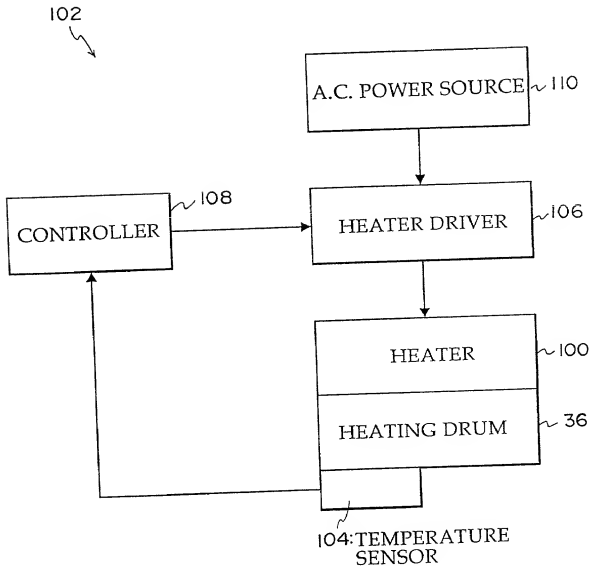 102
A.C. POWER SOURCE
110
108
CONTROLLER
HEATER DRIVER
106
HEATER
100
HEATING DRUM
36
104:TEMPERATURE
SENSOR